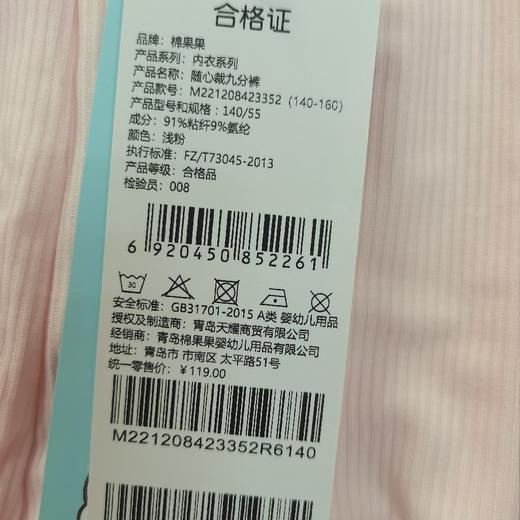 合格证
品牌：棉果果
产品系列：内衣系列
产品名称：随心裁九分裤
产品款号：M221208423352（140-160）
产品型号和规格：140/55
成分：91%粘纤9%氨纶
颜色：浅粉
执行标准：FZ/T73045-2013
产品等级：合格品
检验员：008
6 920450 852261
30
安全标准：GB31701-2015 A类 婴幼儿用品
授权及制造商：青岛天耀商贸有限公司
经销商：青岛棉果果婴幼儿用品有限公司
地址：青岛市 市南区 太平路51号
统一零售价：￥119.00
M221208423352R6140